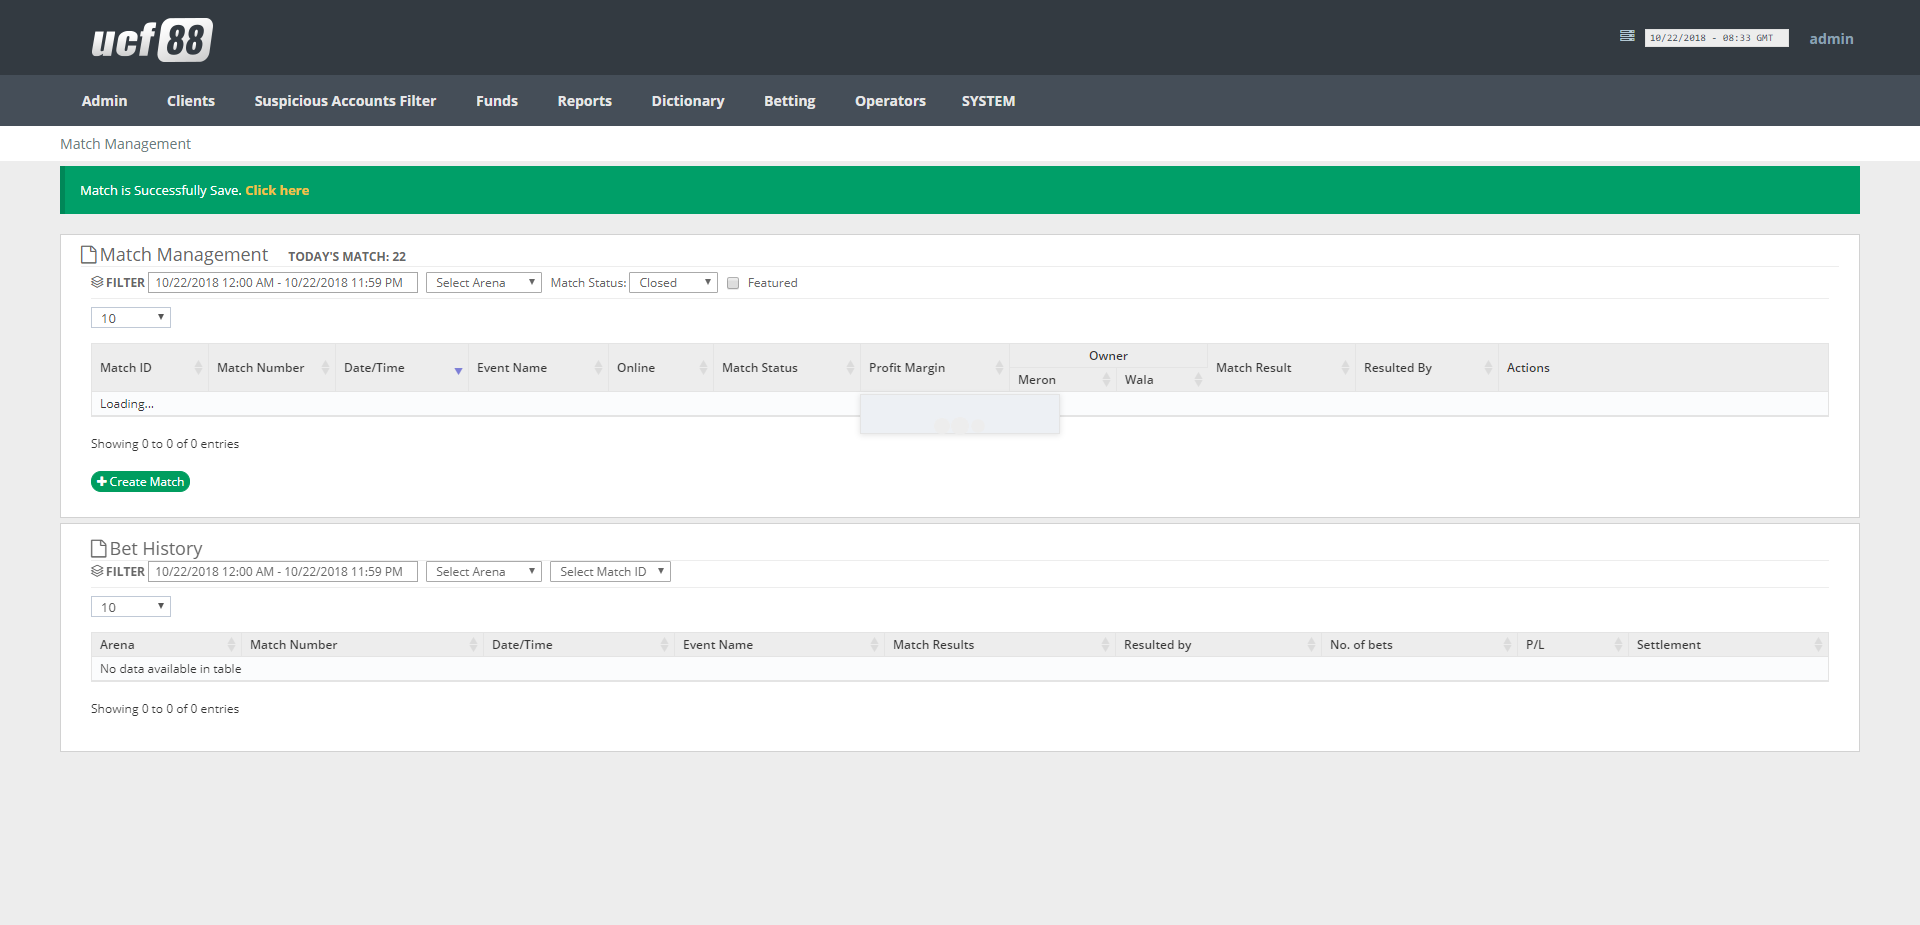 ucf 88
10/22/2018 - 08:33 GMT
admin
Admin Clients Suspicious Accounts Filter Funds Reports Dictionary Betting Operators SYSTEM
Match Management
Match is Successfully Save. Click here
Match Management TODAY'S MATCH: 22
FILTER 10/22/2018 12:00 AM - 10/22/2018 11:59 PM Select Arena Match Status: Closed Featured
10
Match ID Match Number Date/Time Event Name Online Match Status Profit Margin Owner Match Result Resulted By Actions
Meron Wala
Loading...
Showing 0 to 0 of 0 entries
Create Match
Bet History
FILTER 10/22/2018 12:00 AM - 10/22/2018 11:59 PM Select Arena Select Match ID
10
Arena Match Number Date/Time Event Name Match Results Resulted by No. of bets P/L Settlement
No data available in table
Showing 0 to 0 of 0 entries